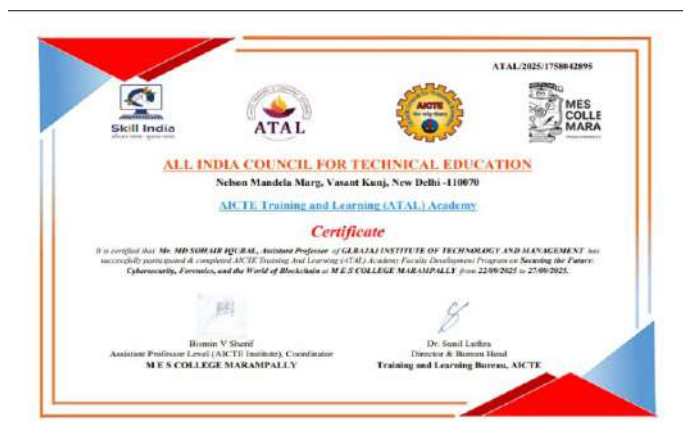 ATAL/2025/1758042895
Skill India
ATAL
AICTE
MES
COLLE
MARA
ALL INDIA COUNCIL FOR TECHNICAL EDUCATION
Nelson Mandela Marg, Vasant Kunj, New Delhi -110070
AICTE Training and Learning (ATAL) Academy
Certificate
It is certified that Mr. MD SOHAIB IQUBAL, Assistant Professor of GLBAJAJ INSTITUTE OF TECHNOLOGY AND MANAGEMENT has
successfully participated & completed AICTE Training And Learning (ATAL) Academy Faculty Development Program on Securing the Future:
Cybersecurity, Forensics, and the World of Blockchain at M E S COLLEGE MARAMPALLY from 22/09/2025 to 27/09/2025.
Bismin V Sherif
Assistant Professor Level (AICTE Institute), Coordinator
M E S COLLEGE MARAMPALLY
Dr. Sunil Luthra
Director & Bureau Head
Training and Learning Bureau, AICTE